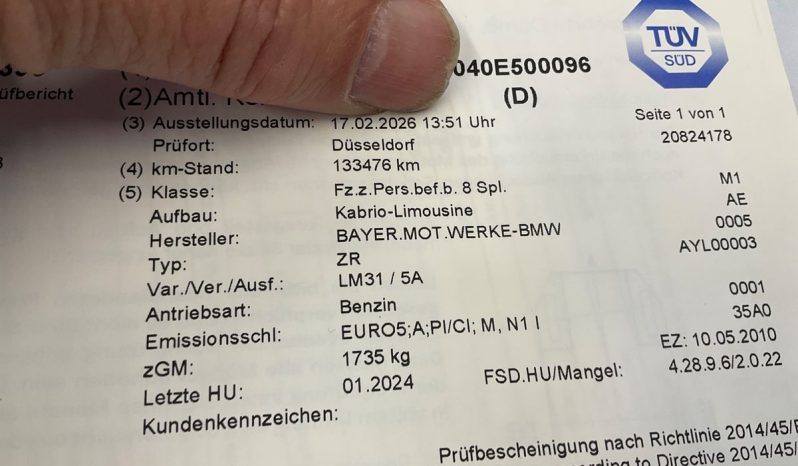 TÜV
SÜD
040E500096
üfbericht
(2) Amtl.
(D)
Seite 1 von 1
(3) Ausstellungsdatum: 17.02.2026 13:51 Uhr
20824178
Prüfort: Düsseldorf
(4) km-Stand: 133476 km
(5) Klasse: Fz.z.Pers.bef.b. 8 Spl. M1
Aufbau: Kabrio-Limousine AE
Hersteller: BAYER.MOT.WERKE-BMW 0005
Typ: ZR AYL00003
Var./Ver./Ausf.: LM31 / 5A
Antriebsart: Benzin 0001
Emissionsschl: EURO5;A;PI/CI; M, N1 I 35A0
zGM: 1735 kg EZ: 10.05.2010
Letzte HU: 01.2024 FSD.HU/Mangel: 4.28.9.6/2.0.22
Kundenkennzeichen:
Prüfbescheinigung nach Richtlinie 2014/45/E
to Directive 2014/45/